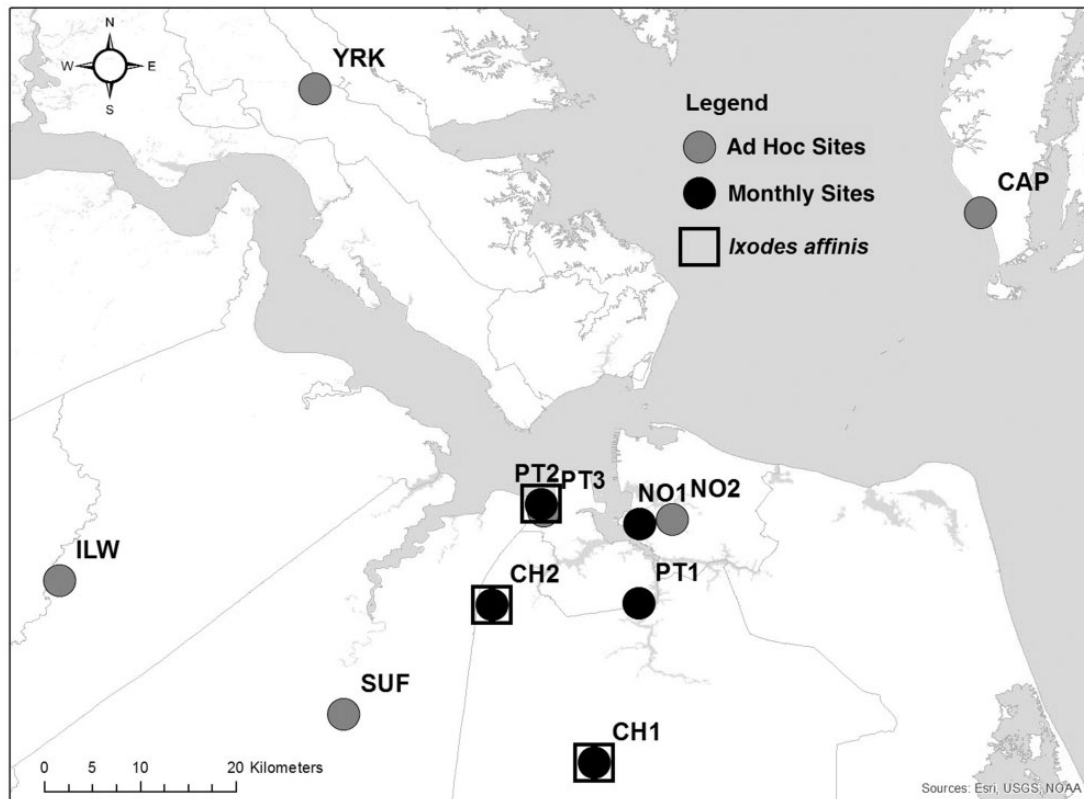 N
W E
S
YRK
Legend
Ad Hoc Sites
Monthly Sites
Ixodes affinis
CAP
PT2 PT3
NO1 NO2
ILW
CH2
PT1
SUF
CH1
0 5 10 20 Kilometers
Sources: Esri, USGS, NOAA